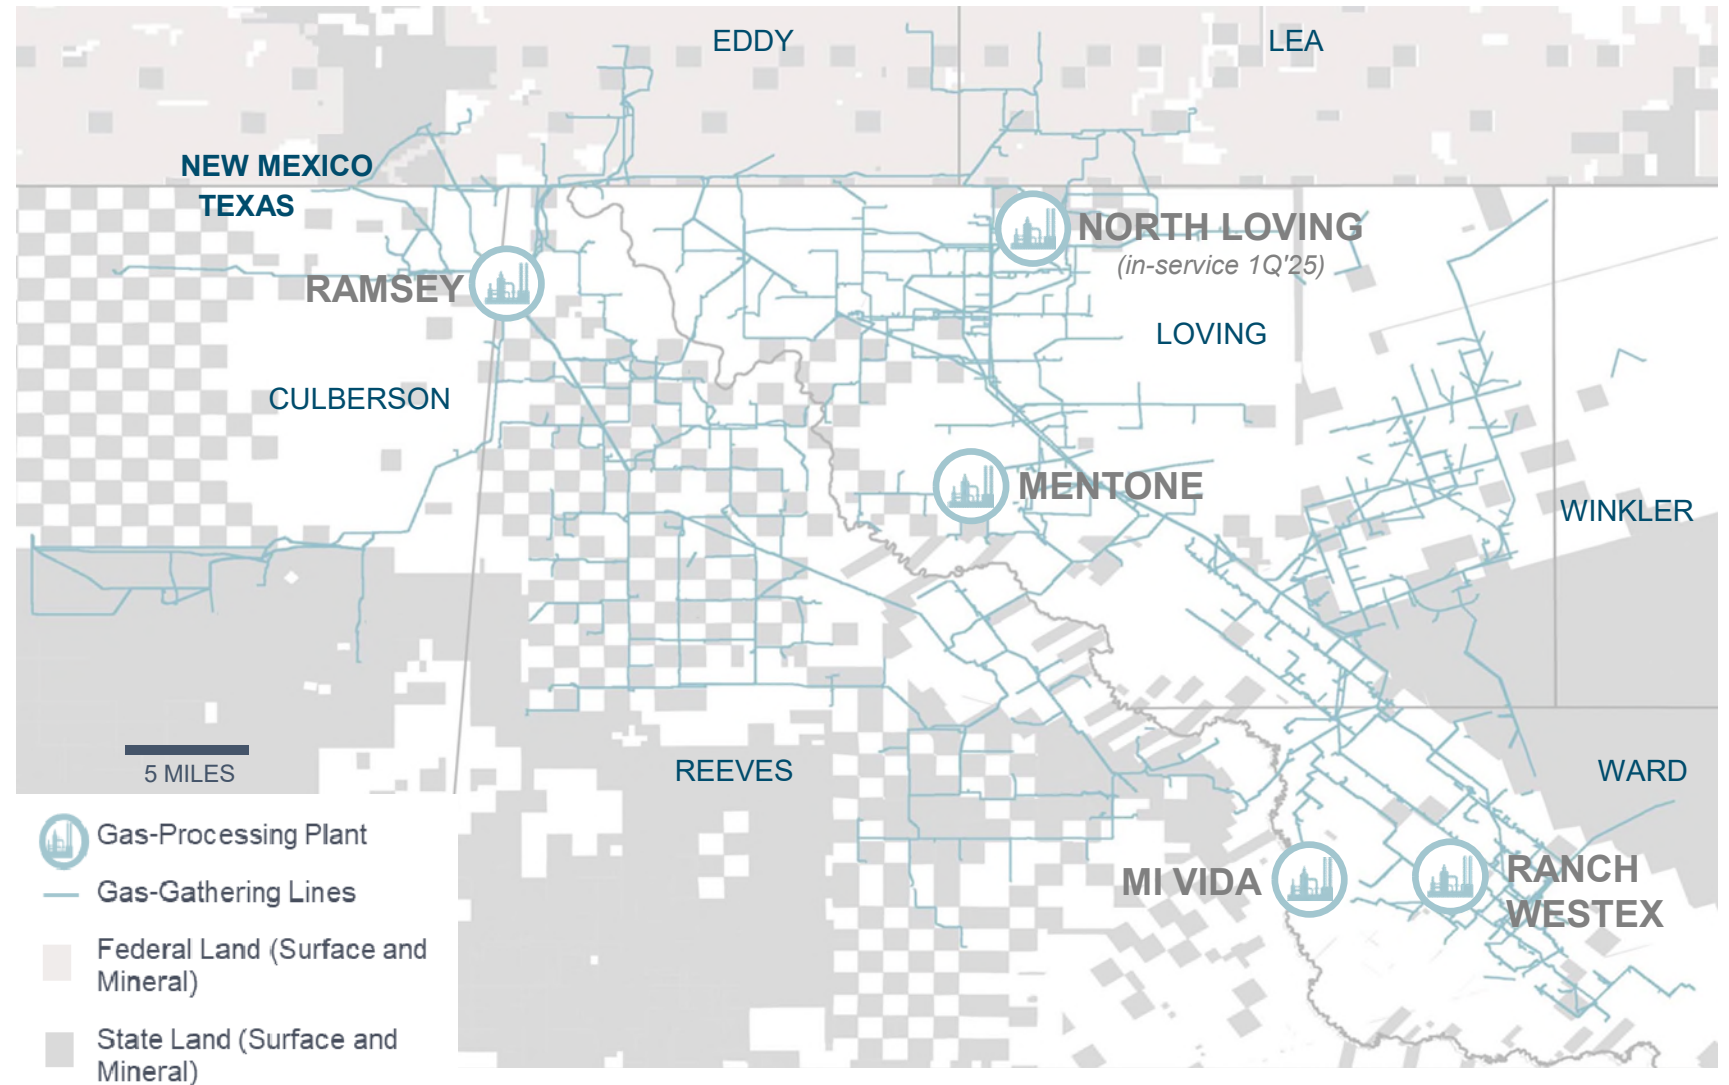 EDDY
LEA
NEW MEXICO
TEXAS
NORTH LOVING
(in-service 1Q'25)
RAMSEY
LOVING
CULBERSON
MENTONE
WINKLER
5 MILES
REEVES
WARD
MI VIDA
RANCH
WESTEX
Gas-Processing Plant
Gas-Gathering Lines
Federal Land (Surface and
Mineral)
State Land (Surface and
Mineral)